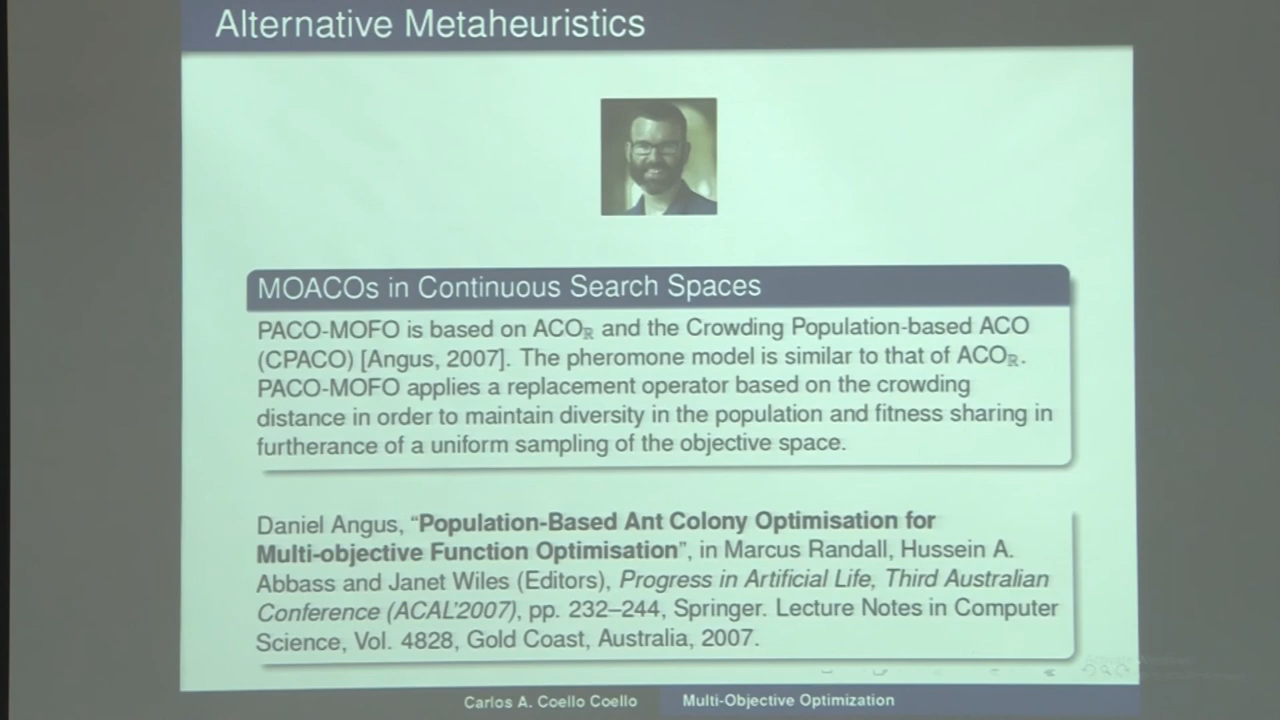 Alternative Metaheuristics
MOACOs in Continuous Search Spaces
PACO-MOFO is based on ACOℝ and the Crowding Population-based ACO
(CPACO) [Angus, 2007]. The pheromone model is similar to that of ACOℝ.
PACO-MOFO applies a replacement operator based on the crowding
distance in order to maintain diversity in the population and fitness sharing in
furtherance of a uniform sampling of the objective space.
Daniel Angus, “Population-Based Ant Colony Optimisation for
Multi-objective Function Optimisation”, in Marcus Randall, Hussein A.
Abbass and Janet Wiles (Editors), Progress in Artificial Life, Third Australian
Conference (ACAL'2007), pp. 232–244, Springer. Lecture Notes in Computer
Science, Vol. 4828, Gold Coast, Australia, 2007.
Carlos A. Coello Coello Multi-Objective Optimization